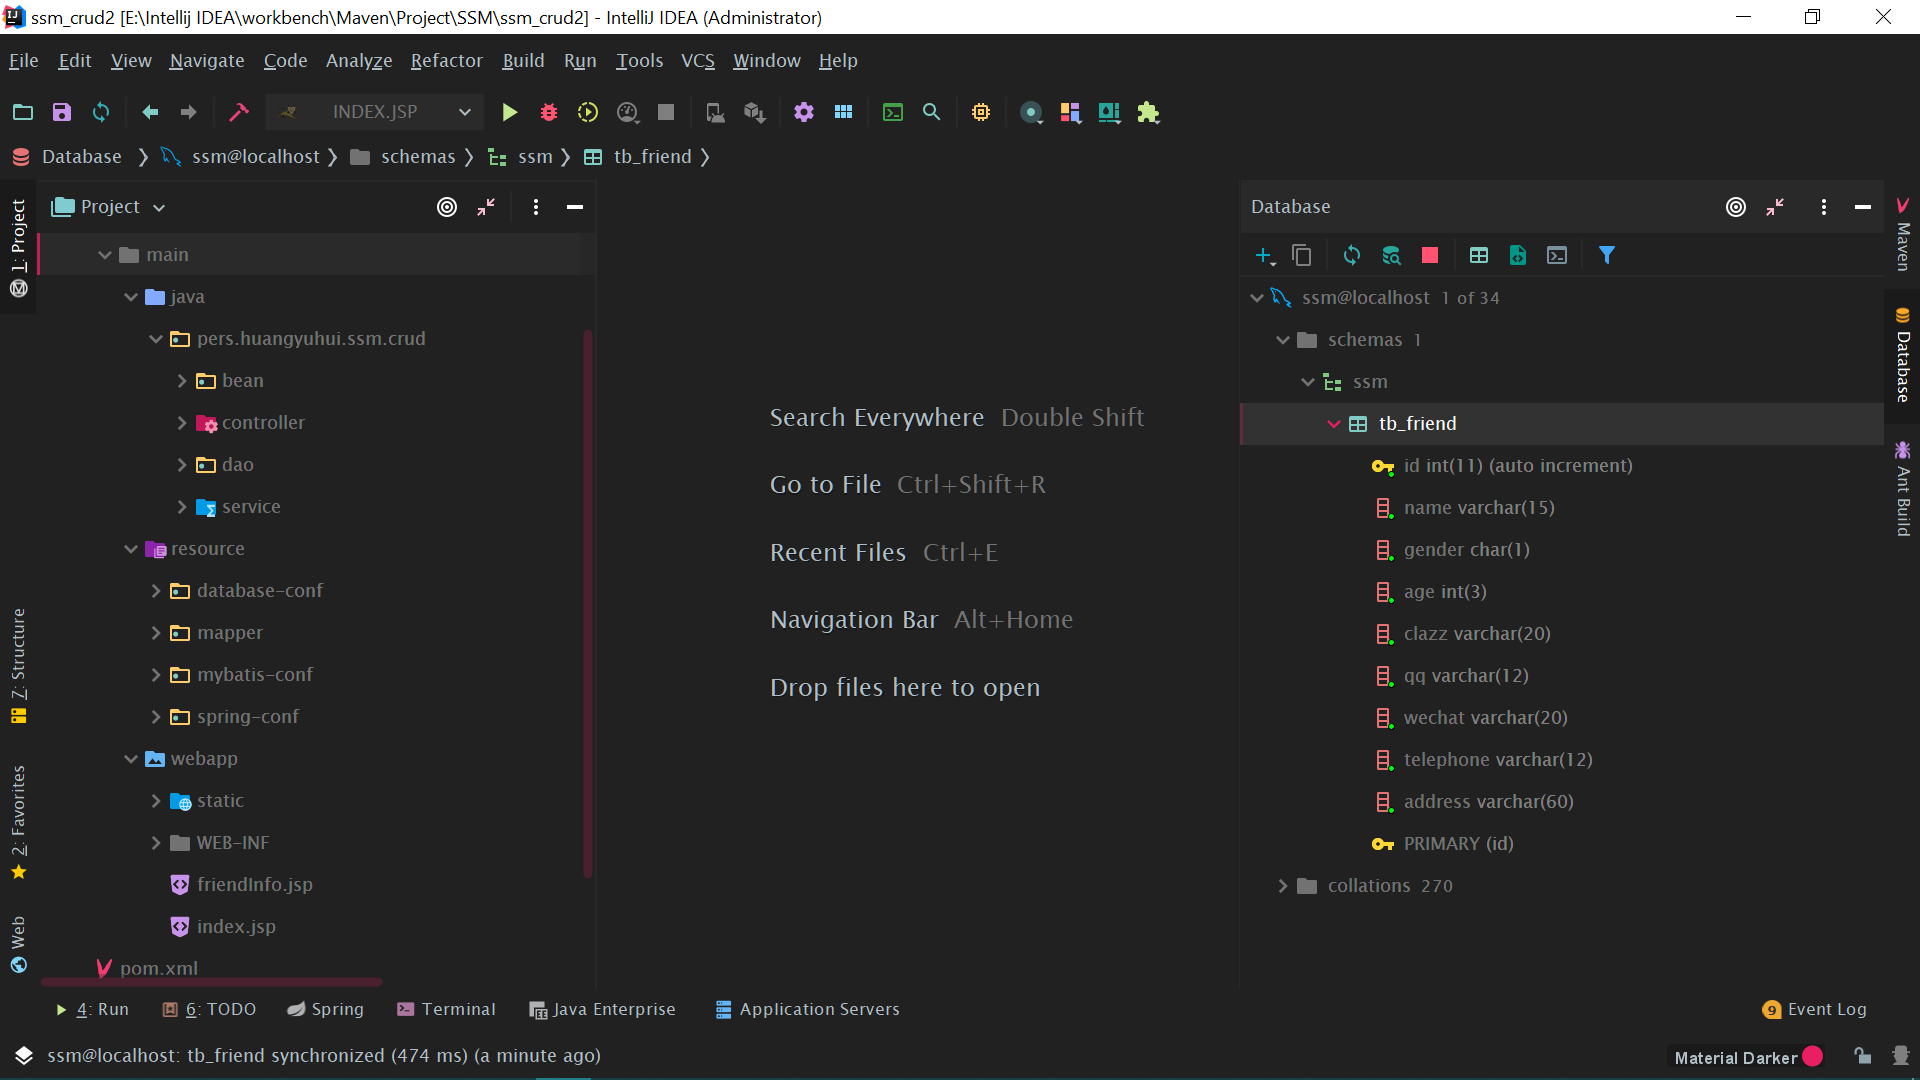 ssm_crud2 [E:\Intellij IDEA\workbench\Maven\Project\SSM\ssm_crud2] - IntelliJ IDEA (Administrator)
File Edit View Navigate Code Analyze Refactor Build Run Tools VCS Window Help
INDEX.JSP
Database ssm@localhost schemas ssm tb_friend
1: Project
7: Structure
2: Favorites
Web
Project
main
java
pers.huangyuhui.ssm.crud
bean
controller
dao
service
resource
database-conf
mapper
mybatis-conf
spring-conf
webapp
static
WEB-INF
friendInfo.jsp
index.jsp
pom.xml
Search Everywhere Double Shift
Go to File Ctrl+Shift+R
Recent Files Ctrl+E
Navigation Bar Alt+Home
Drop files here to open
Database
ssm@localhost 1 of 34
schemas 1
ssm
tb_friend
id int(11) (auto increment)
name varchar(15)
gender char(1)
age int(3)
clazz varchar(20)
qq varchar(12)
wechat varchar(20)
telephone varchar(12)
address varchar(60)
PRIMARY (id)
collations 270
Maven
Database
Ant Build
4: Run 6: TODO Spring Terminal Java Enterprise Application Servers 9 Event Log
ssm@localhost: tb_friend synchronized (474 ms) (a minute ago) Material Darker